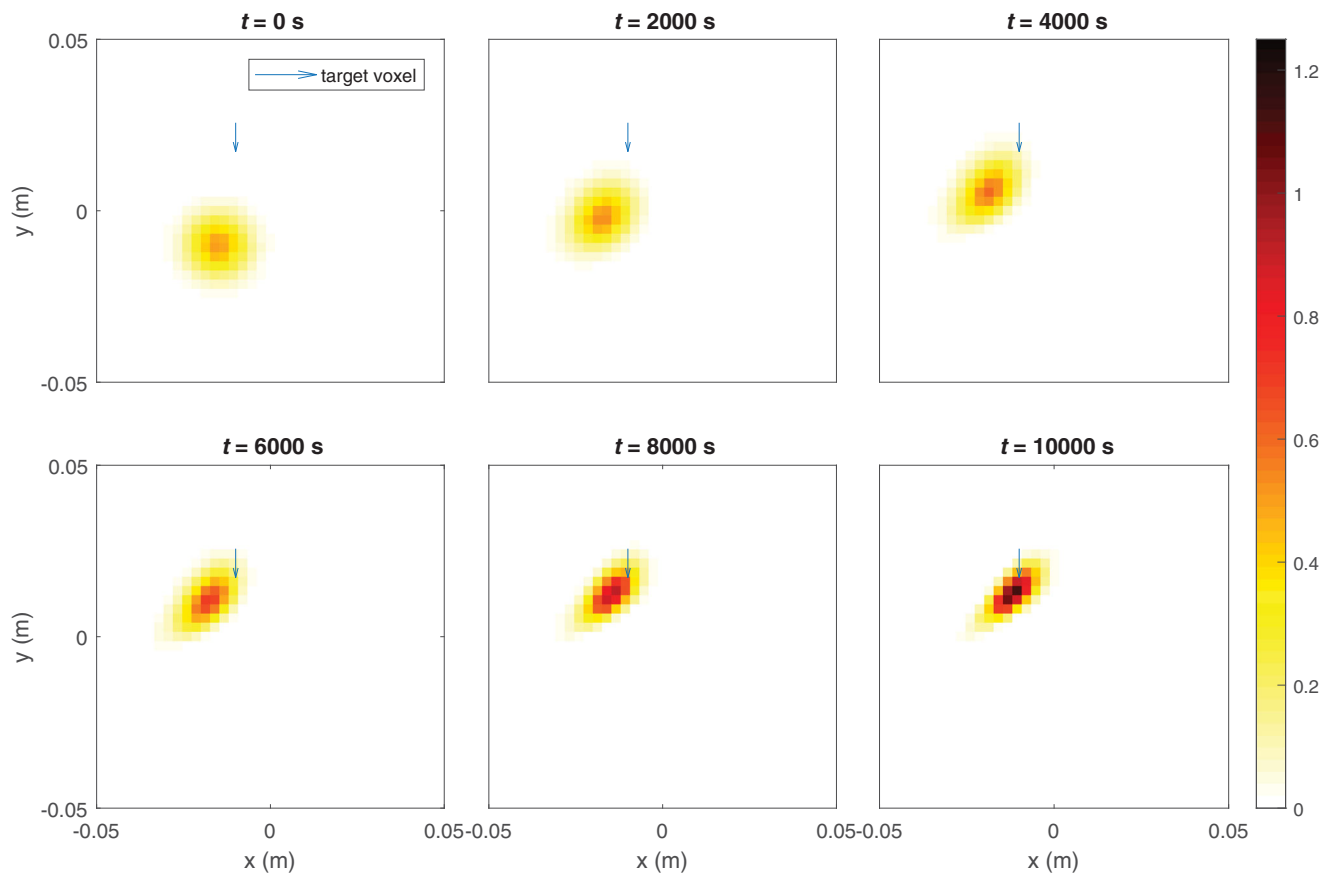 t = 0 s
t = 2000 s
t = 4000 s
0.05
target voxel
y (m)
0
-0.05
t = 6000 s
t = 8000 s
t = 10000 s
0.05
y (m)
0
-0.05
-0.05
0
0.05
-0.05
0
0.05
-0.05
0
0.05
x (m)
x (m)
x (m)
1.2
1
0.8
0.6
0.4
0.2
0